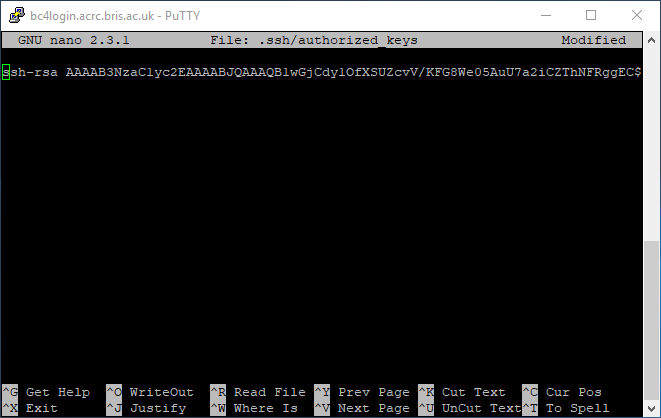 bc4login.acrc.bris.ac.uk - PuTTY
GNU nano 2.3.1 File: .ssh/authorized_keys Modified
ssh-rsa AAAAB3NzaC1yc2EAAAABJQAAAQB1wGjCdylOfXSUZcvV/KFG8We05AuU7a2iCZThNFRggEC$
^G Get Help ^O WriteOut ^R Read File ^Y Prev Page ^K Cut Text ^C Cur Pos
^X Exit ^J Justify ^W Where Is ^V Next Page ^U UnCut Text ^T To Spell